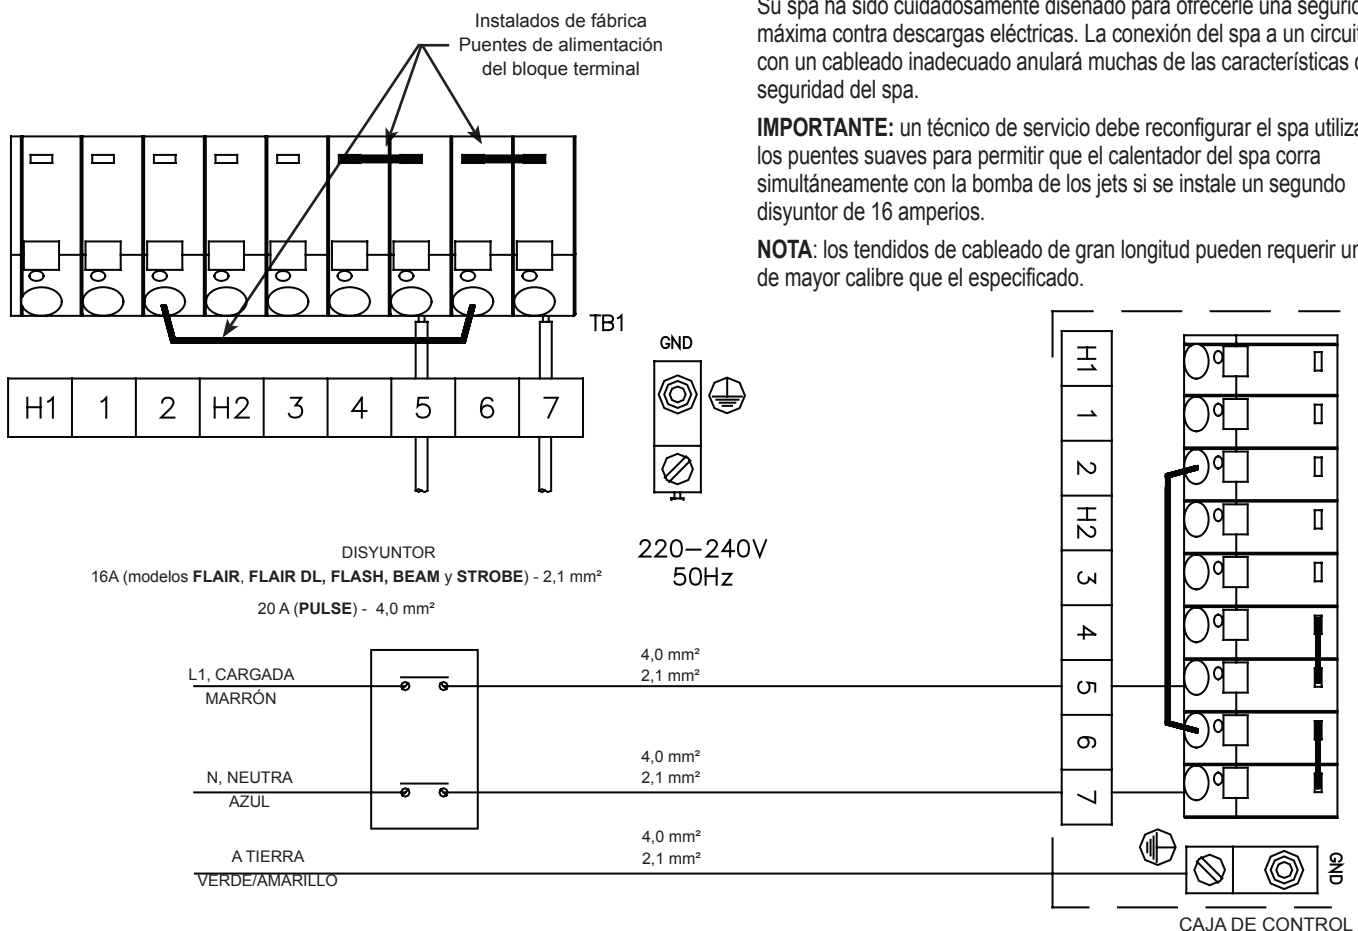 Instalados de fábrica
Puentes de alimentación
del bloque terminal
TB1
H1 1 2 H2 3 4 5 6 7
GND
220-240V
50Hz
Su spa ha sido cuidadosamente diseñado para ofrecerle una
máxima contra descargas eléctricas. La conexión del spa a un
con un cableado inadecuado anulará muchas de las características
seguridad del spa.
IMPORTANTE: un técnico de servicio debe reconfigurar el spa
los puentes suaves para permitir que el calentador del spa corra
simultáneamente con la bomba de los jets si se instale un segundo
disyuntor de 16 amperios.
NOTA: los tendidos de cableado de gran longitud pueden requerir
de mayor calibre que el especificado.
DISYUNTOR
16A (modelos FLAIR, FLAIR DL, FLASH, BEAM y STROBE) - 2,1 mm²
20 A (PULSE) - 4,0 mm²
L1, CARGADA
MARRÓN
4,0 mm²
2,1 mm²
N, NEUTRA
AZUL
4,0 mm²
2,1 mm²
A TIERRA
VERDE/AMARILLO
4,0 mm²
2,1 mm²
H1
1
2
H2
3
4
5
6
7
GND
CAJA DE CONTROL